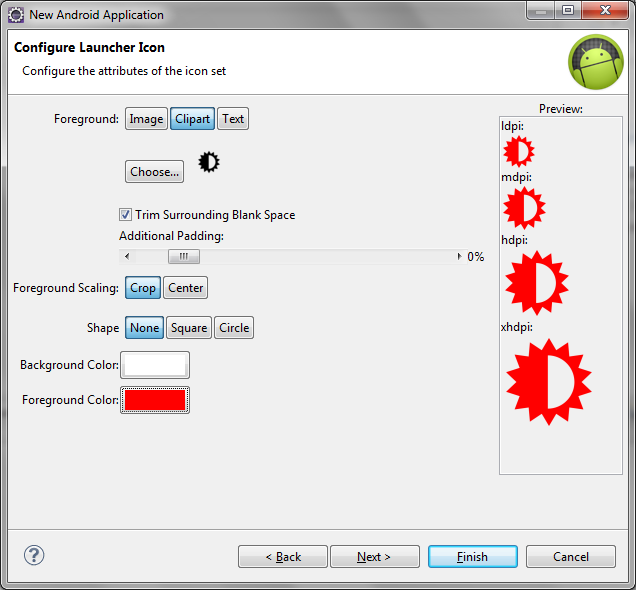 New Android Application
Configure Launcher Icon
Configure the attributes of the icon set
Foreground: Image Clipart Text
Choose...
Trim Surrounding Blank Space
Additional Padding:
0%
Foreground Scaling: Crop Center
Shape None Square Circle
Background Color:
Foreground Color:
Preview:
ldpi:
mdpi:
hdpi:
xhdpi:
?
< Back Next > Finish Cancel